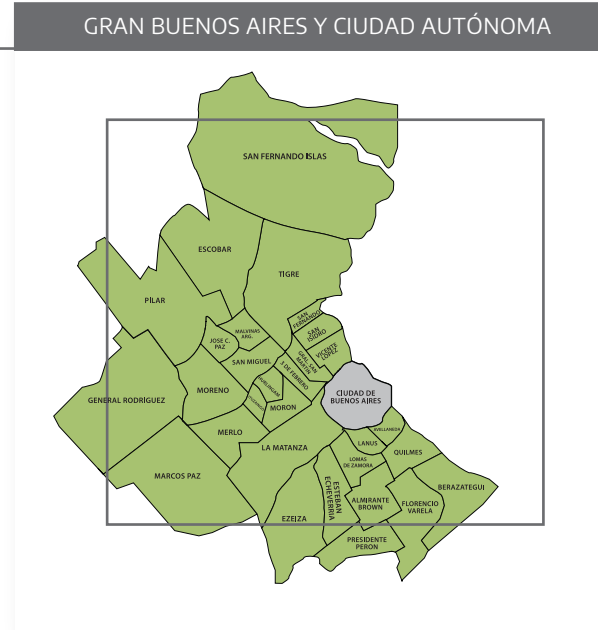 GRAN BUENOS AIRES Y CIUDAD AUTÓNOMA
SAN FERNANDO ISLAS
ESCOBAR
TIGRE
PILAR
SAN
FERNANDO
SAN
ISIDRO
MALVINAS
ARG.
JOSE C.
PAZ
VICENTE
LOPEZ
GRAL. SAN
MARTIN
SAN MIGUEL
3 DE FEBRERO
HURLINGAM
ITUZAINGO
MORENO
GENERAL RODRÍGUEZ
MORON
CIUDAD DE
BUENOS AIRES
MERLO
AVELLANEDA
LA MATANZA
LANUS
QUILMES
LOMAS
DE ZAMORA
MARCOS PAZ
ESTEBAN
ECHEVERRIA
BERAZATEGUI
ALMIRANTE
BROWN
FLORENCIO
VARELA
EZEJZA
PRESIDENTE
PERON